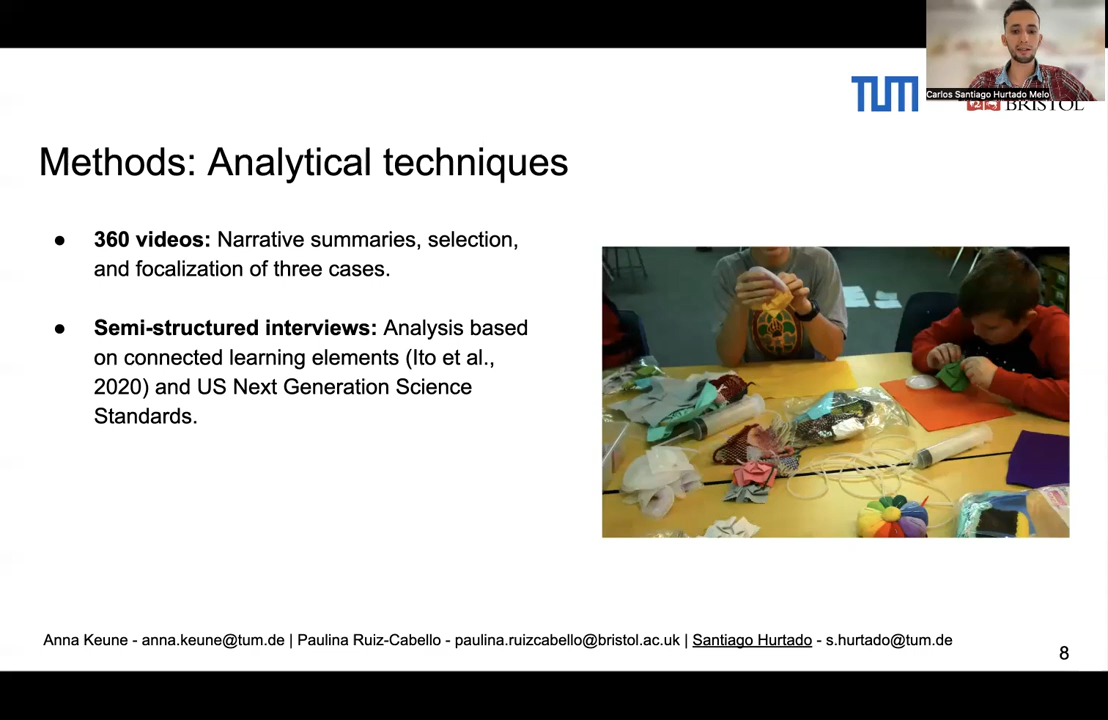 TUM
Carlos Santiago Hurtado Melo
BRISTOL
Methods: Analytical techniques
● 360 videos: Narrative summaries, selection,
and focalization of three cases.
● Semi-structured interviews: Analysis based
on connected learning elements (Ito et al.,
2020) and US Next Generation Science
Standards.
Anna Keune - anna.keune@tum.de | Paulina Ruiz-Cabello - paulina.ruizcabello@bristol.ac.uk | Santiago Hurtado - s.hurtado@tum.de
8